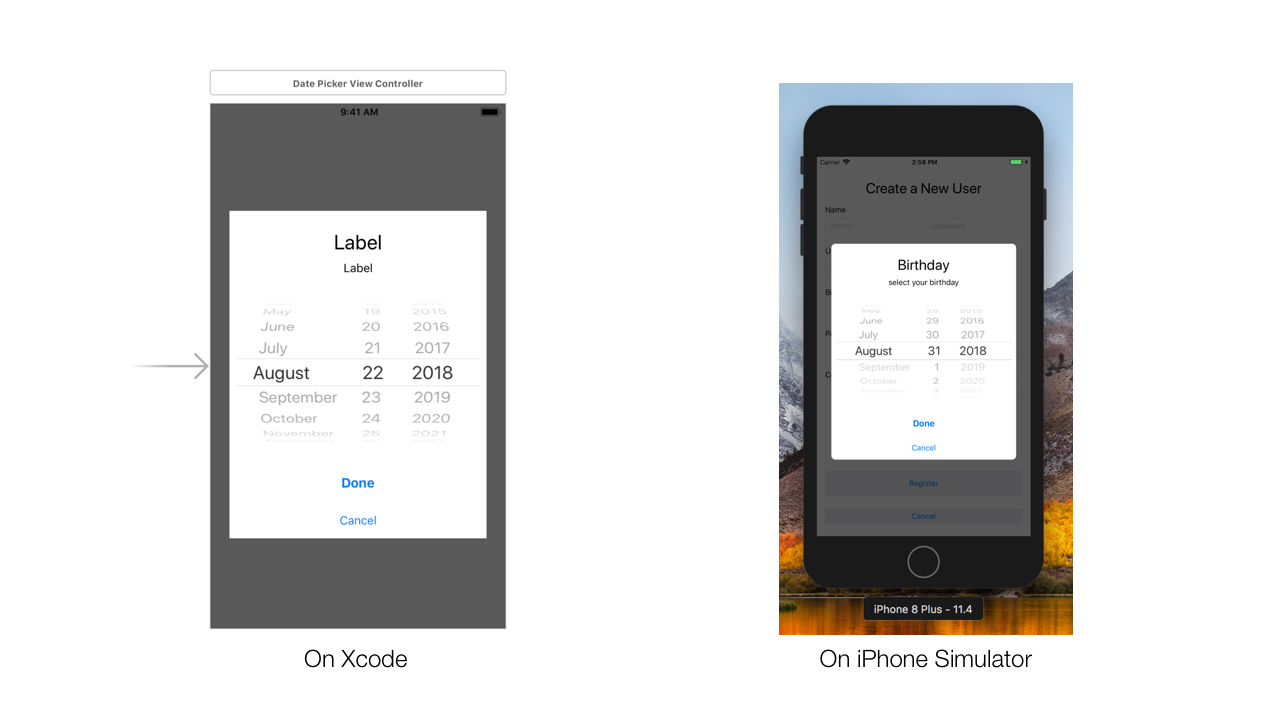 Date Picker View Controller
9:41 AM
Label
Label
May 19 2015
June 20 2016
July 21 2017
August 22 2018
September 23 2019
October 24 2020
November 25 2021
Done
Cancel
On Xcode
Carrier 2:58 PM
Create a New User
Name
Birthday
select your birthday
May 28 2015
June 29 2016
July 30 2017
August 31 2018
September 1 2019
October 2 2020
Done
Cancel
Register
Cancel
iPhone 8 Plus - 11.4
On iPhone Simulator